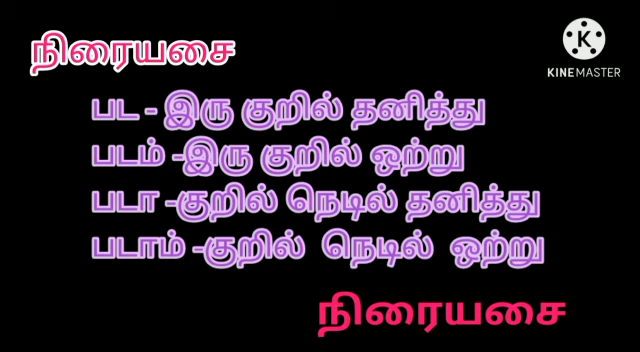 நிரையசை
K
KINEMASTER
பட - இரு குறில் தனித்து
படம் -இரு குறில் ஒற்று
படா -குறில் நெடில் தனித்து
படாம் -குறில் நெடில் ஒற்று
நிரையசை